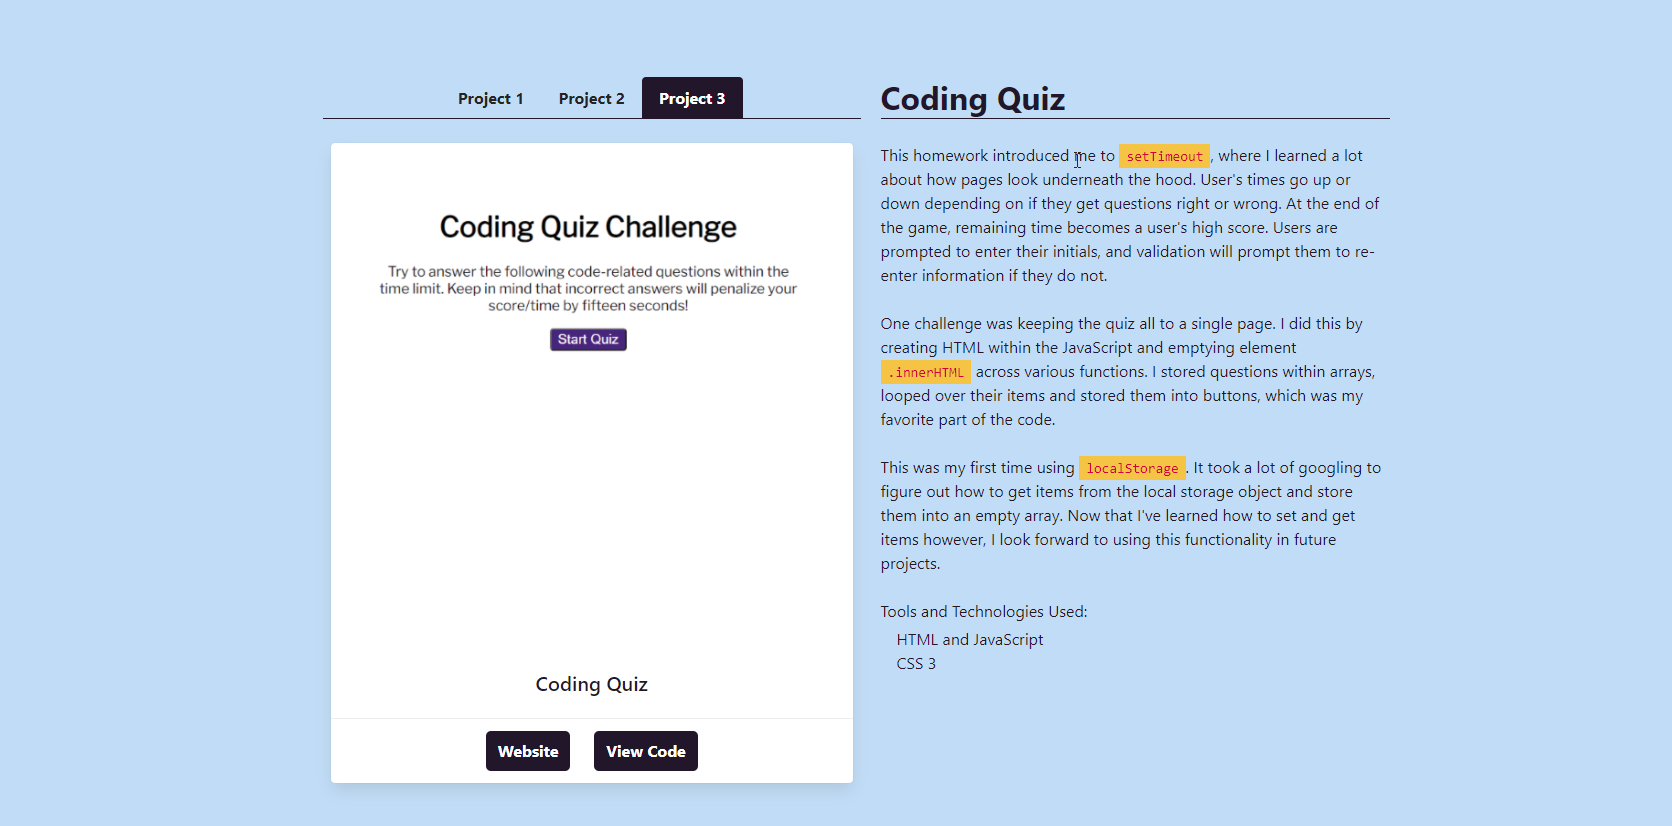 Project 1 Project 2 Project 3
Coding Quiz Challenge
Try to answer the following code-related questions within the
time limit. Keep in mind that incorrect answers will penalize your
score/time by fifteen seconds!
Start Quiz
Coding Quiz
Website View Code
Coding Quiz
This homework introduced me to setTimeout, where I learned a lot
about how pages look underneath the hood. User's times go up or
down depending on if they get questions right or wrong. At the end of
the game, remaining time becomes a user's high score. Users are
prompted to enter their initials, and validation will prompt them to re-
enter information if they do not.
One challenge was keeping the quiz all to a single page. I did this by
creating HTML within the JavaScript and emptying element
.innerHTML across various functions. I stored questions within arrays,
looped over their items and stored them into buttons, which was my
favorite part of the code.
This was my first time using localStorage. It took a lot of googling to
figure out how to get items from the local storage object and store
them into an empty array. Now that I've learned how to set and get
items however, I look forward to using this functionality in future
projects.
Tools and Technologies Used:
HTML and JavaScript
CSS 3